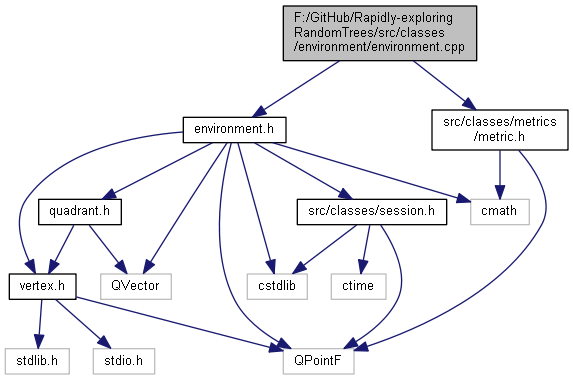 F:/GitHub/Rapidly-exploring
RandomTrees/src/classes
/environment/environment.cpp
environment.h
src/classes/metrics
/metric.h
quadrant.h
src/classes/session.h
cmath
vertex.h
QVector
cstdlib
ctime
stdlib.h
stdio.h
QPointF